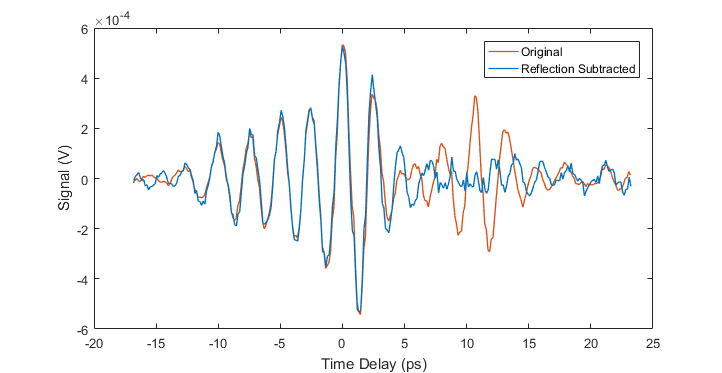 ×10-4
6
4
2
0
-2
-4
-6
Signal (V)
-20 -15 -10 -5 0 5 10 15 20 25
Time Delay (ps)
Original
Reflection Subtracted